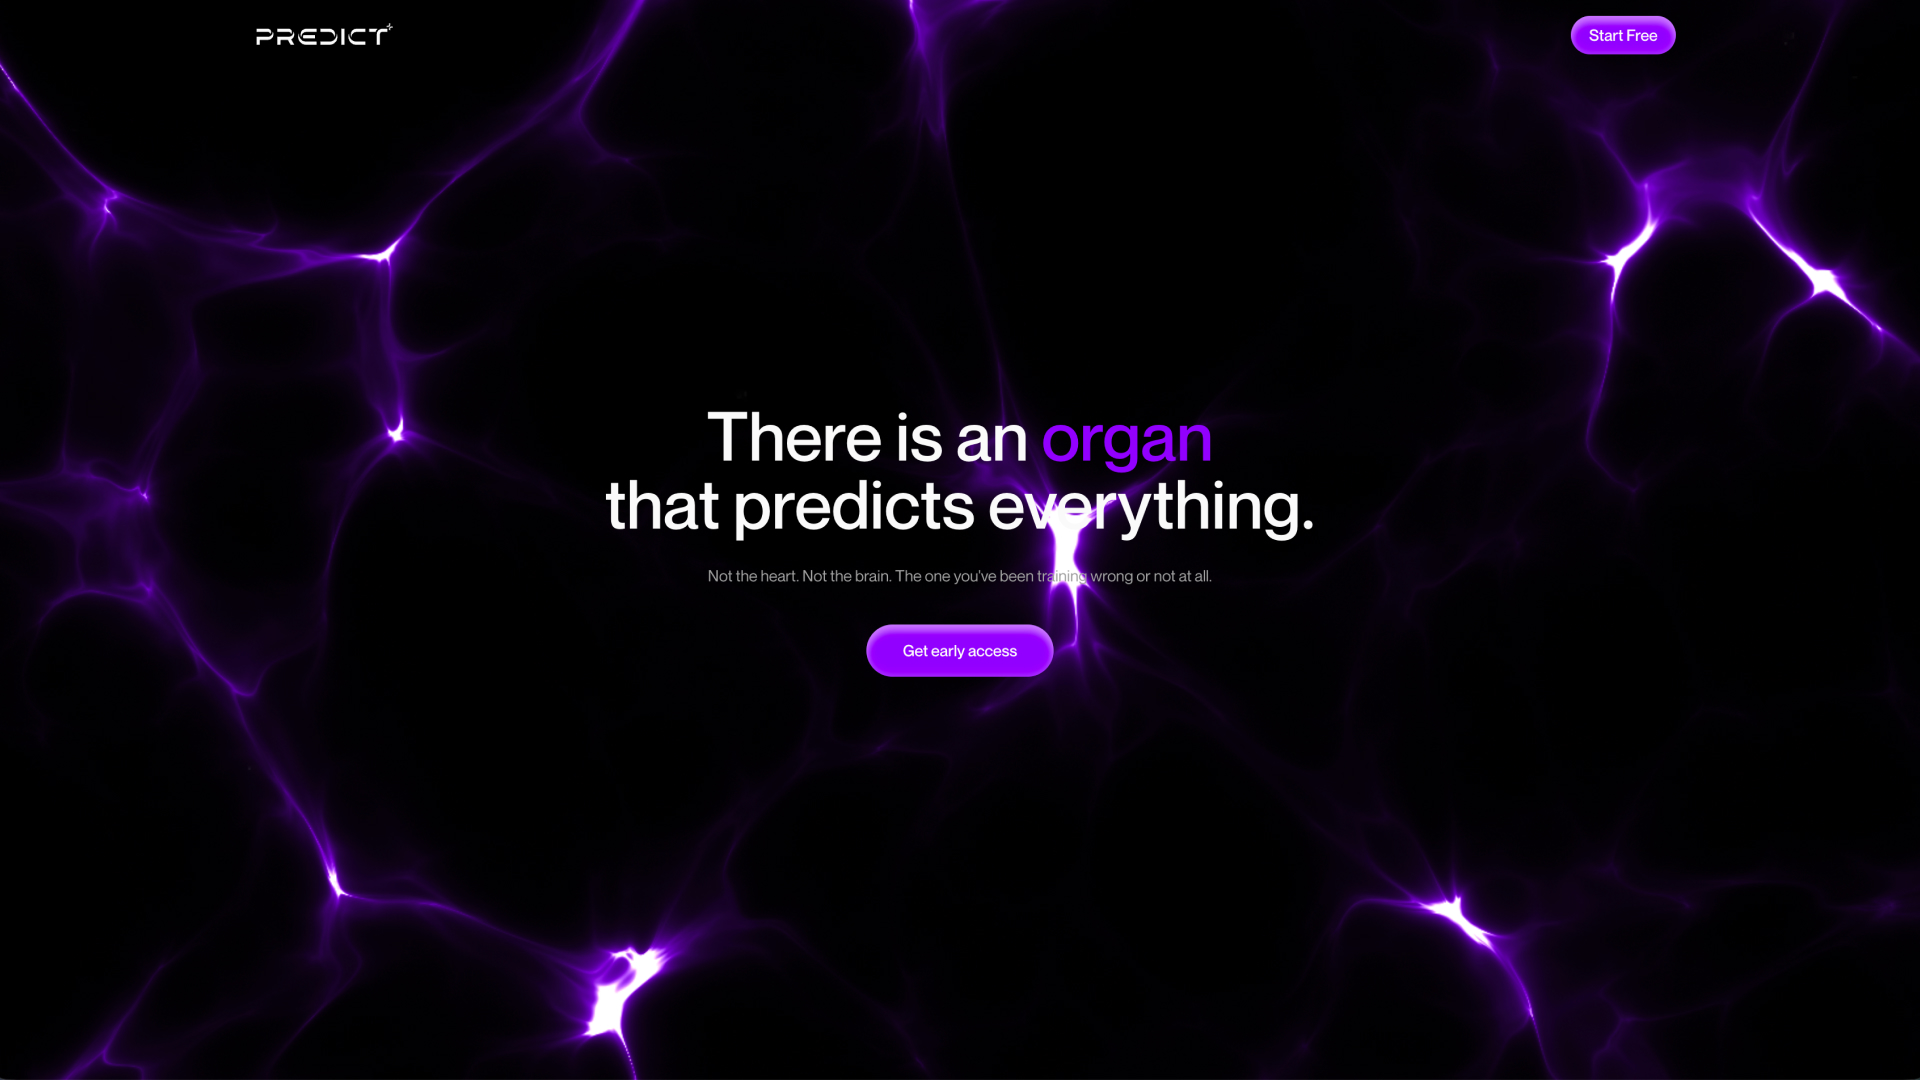 PREDICT+
Start Free
There is an organ
that predicts everything.
Not the heart. Not the brain. The one you've been training wrong or not at all.
Get early access